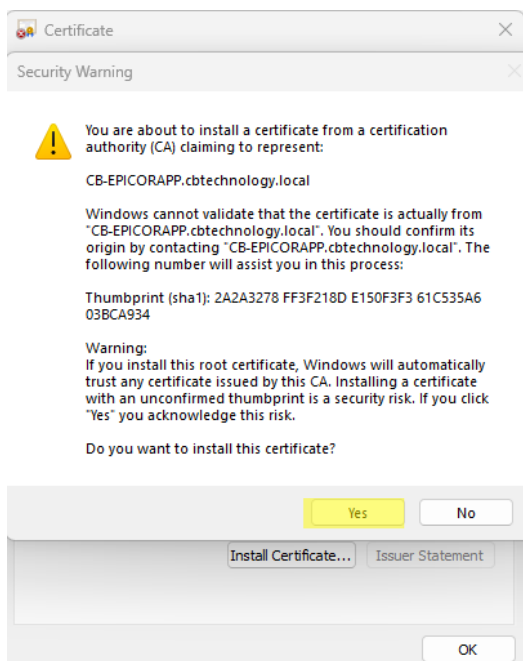 Certificate
Security Warning
You are about to install a certificate from a certification
authority (CA) claiming to represent:
CB-EPICORAPP.cbtechnology.local
Windows cannot validate that the certificate is actually from
"CB-EPICORAPP.cbtechnology.local". You should confirm its
origin by contacting "CB-EPICORAPP.cbtechnology.local". The
following number will assist you in this process:
Thumbprint (sha1): 2A2A3278 FF3F218D E150F3F3 61C535A6
03BCA934
Warning:
If you install this root certificate, Windows will automatically
trust any certificate issued by this CA. Installing a certificate
with an unconfirmed thumbprint is a security risk. If you click
"Yes" you acknowledge this risk.
Do you want to install this certificate?
Yes No
Install Certificate... Issuer Statement
OK